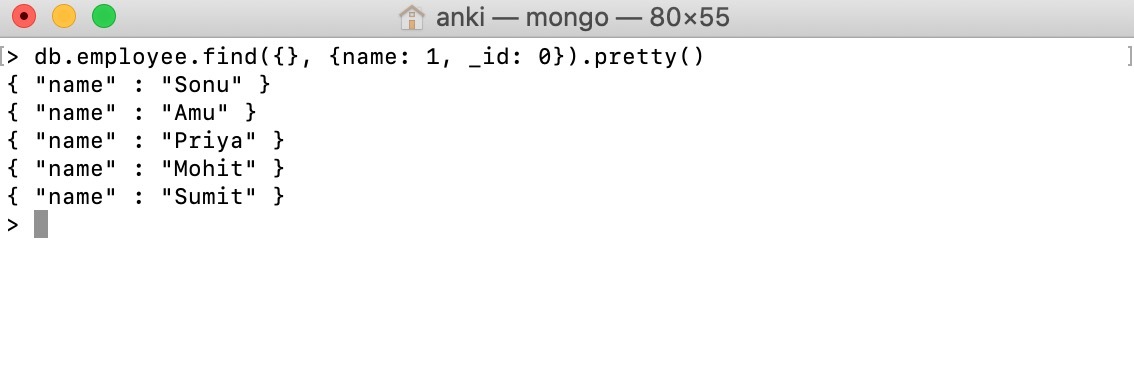 anki — mongo — 80×55
> db.employee.find({}, {name: 1, _id: 0}).pretty()
{ "name" : "Sonu" }
{ "name" : "Amu" }
{ "name" : "Priya" }
{ "name" : "Mohit" }
{ "name" : "Sumit" }
>